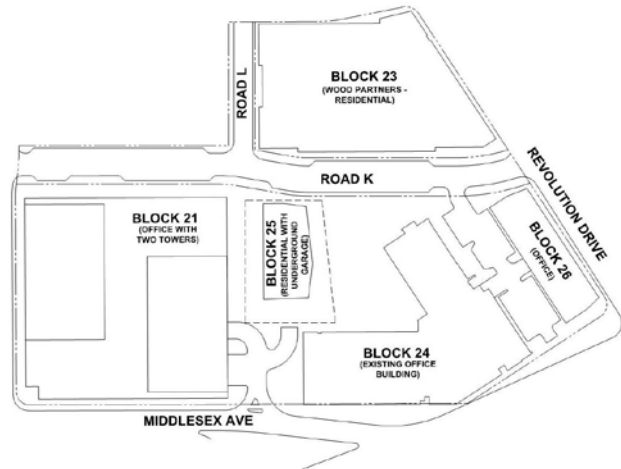 BLOCK 23
(WOOD PARTNERS -
RESIDENTIAL)
ROAD L
REVOLUTION DRIVE
ROAD K
BLOCK 21
(OFFICE WITH
TWO TOWERS)
BLOCK 25
(RESIDENTIAL WITH
UNDERGROUND
GARAGE)
BLOCK 26
(OFFICE)
BLOCK 24
(EXISTING OFFICE
BUILDING)
MIDDLESEX AVE